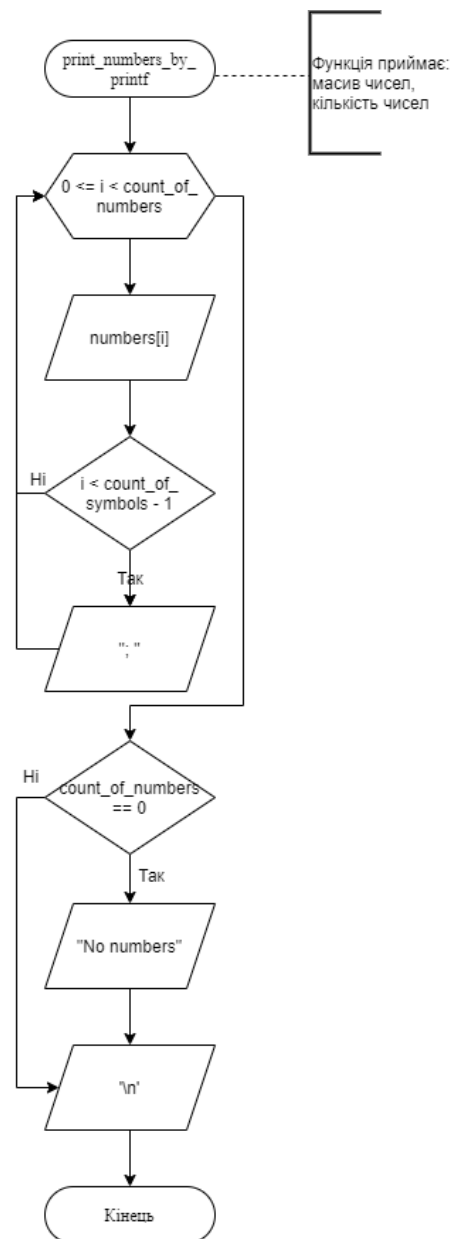 print_numbers_by_
printf
Функція приймає:
масив чисел,
кількість чисел
0 <= i < count_of_
numbers
numbers[i]
Ні
i < count_of_
symbols - 1
Так
"; "
Ні
count_of_numbers
== 0
Так
"No numbers"
'\n'
Кінець